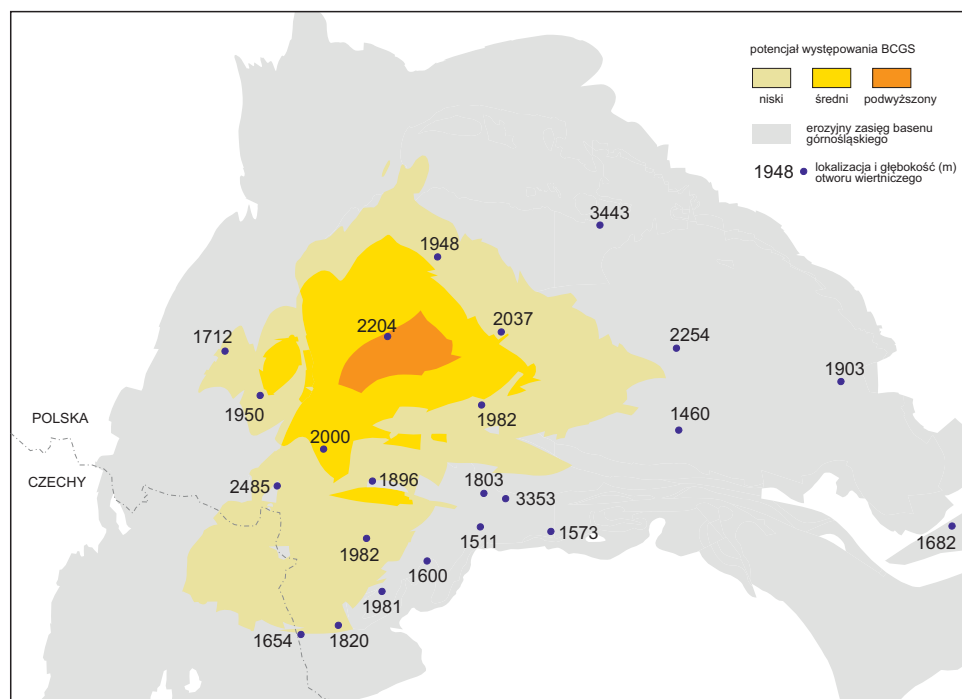 potencjał występowania BCGS
niski średni podwyższony
erozyjny zasięg basenu
górnośląskiego
1948 lokalizacja i głębokość (m)
otworu wiertniczego
3443
1948
2204
2037
1712
2254
1903
1950
1982
1460
POLSKA
2000
CZECHY
2485
1896
1803
3353
1982
1511
1573
1682
1600
1981
1654
1820